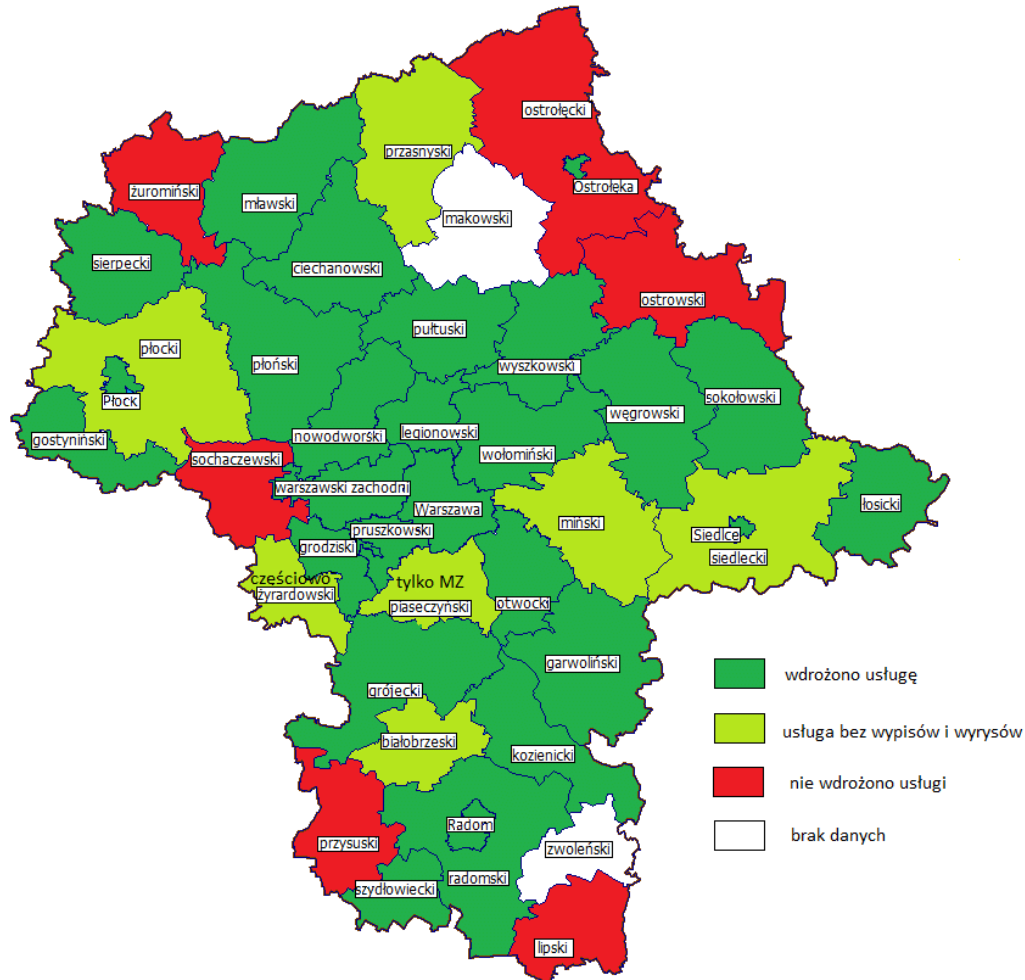 ostrołęcki
przasnyski
Ostrołęka
żuromiński
mławski
makowski
sierpecki
ciechanowski
ostrowski
pułtuski
płocki
płoński
wyszkowski
sokołowski
Płock
węgrowski
gostyniński
nowodworski
legionowski
wołomiński
sochaczewski
warszawski zachodni
łosicki
Warszawa
miński
pruszkowski
Siedlce
grodziski
siedlecki
częściowo
tylko MZ
żyrardowski
piaseczyński
otwocki
garwoliński
wdrożono usługę
grójecki
usługa bez wypisów i wyrysów
białobrzeski
kozienicki
nie wdrożono usługi
Radom
brak danych
przysuski
zwoleński
szydłowiecki
radomski
lipski